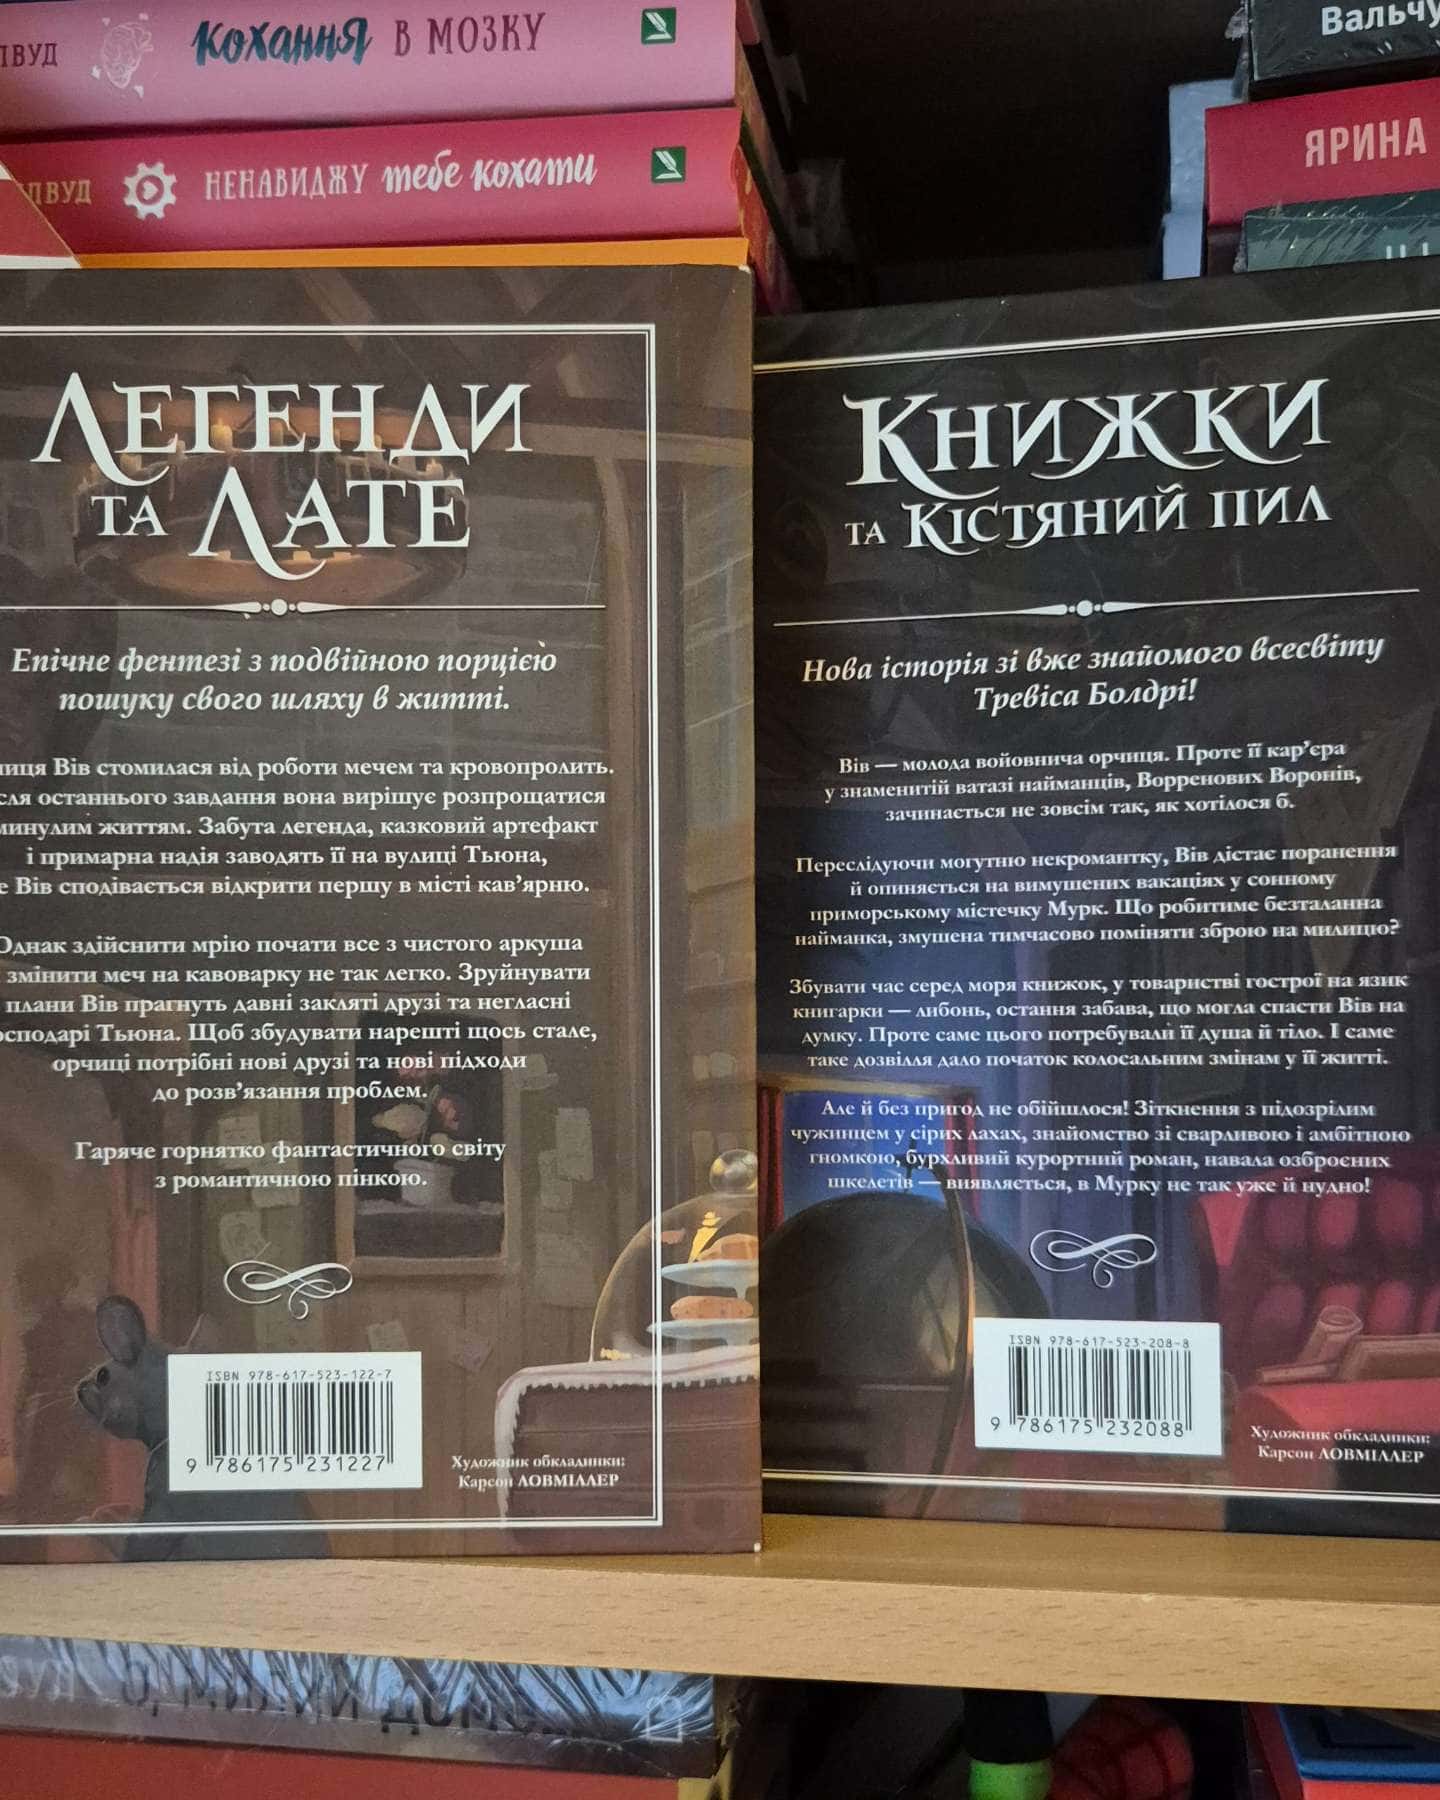 КОХАННЯ В МОЗКУ
НЕНАВИДЖУ тебе кохати
ЯРИНА
ЛЕГЕНДИ
ТА ЛАТЕ
Епічне фентезі з подвійною порцією
пошуку свого шляху в житті.
Вів стомилася від роботи мечем та кровопролить.
останнього завдання вона вирішує розпрощатися
минулим життям. Забута легенда, казковий артефакт
і примарна надія заводять її на вулиці Тьюна,
Вів сподівається відкрити першу в місті кав’ярню.
Однак здійснити мрію почати все з чистого аркуша
змінити меч на кавоварку не так легко. Зруйнувати
плани Вів прагнуть давні закляті друзі та негласні
господарі Тьюна. Щоб збудувати нарешті щось стале,
орчиці потрібні нові друзі та нові підходи
до розв’язання проблем.
Гаряче горнятко фантастичного світу
з романтичною пінкою.
ISBN 978-617-523-122-7
9 786175 231227
Художник обкладинки:
Карсон ЛОВМІЛЛЕР
КНИЖКИ
ТА КІСТЯНИЙ ПИЛ
Нова історія зі вже знайомого всесвіту
Тревіса Болдрі!
Вів — молода войовнича орчиця. Проте її кар’єра
у знаменитій ватазі найманців, Ворренових Воронів,
зачинається не зовсім так, як хотілося б.
Переслідуючи могутню некромантку, Вів дістає поранення
й опиняється на вимушених вакаціях у сонному
приморському містечку Мурк. Що робитиме безталанна
найманка, змушена тимчасово поміняти зброю на милицю?
Збувати час серед моря книжок, у товаристві гострої на язик
книгарки — либонь, остання забава, що могла спасти Вів на
думку. Проте саме цього потребували її душа й тіло. І саме
таке дозвілля дало початок колосальним змінам у її житті.
Але й без пригод не обійшлося! Зіткнення з підозрілим
чужинцем у сірих лахах, знайомство зі сварливою і амбітною
гномкою, бурхливий курортний роман, навала озброєних
шкелетів — виявляється, в Мурку не так уже й нудно!
ISBN 978-617-523-208-8
9 786175 232088
Художник обкладинки:
Карсон ЛОВМІЛЛЕР